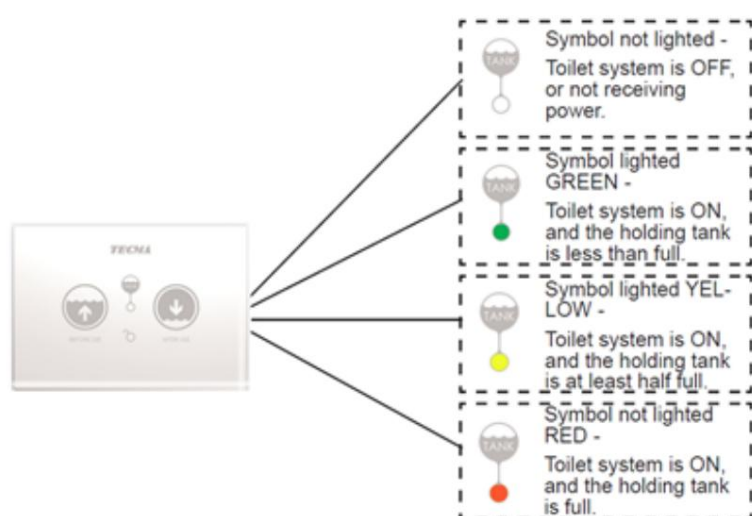 Symbol not lighted -
Toilet system is OFF,
or not receiving
power.
TANK
Symbol lighted
GREEN -
Toilet system is ON,
and the holding tank
is less than full.
TANK
TECMA
Symbol lighted YEL-
LOW -
Toilet system is ON,
and the holding tank
is at least half full.
TANK
Symbol not lighted
RED -
Toilet system is ON,
and the holding tank
is full.
TANK